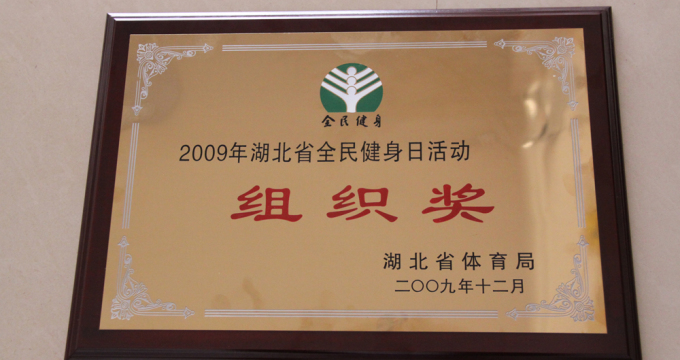 全民健身
2009年湖北省全民健身日活动
组织奖
湖北省体育局
二〇〇九年十二月